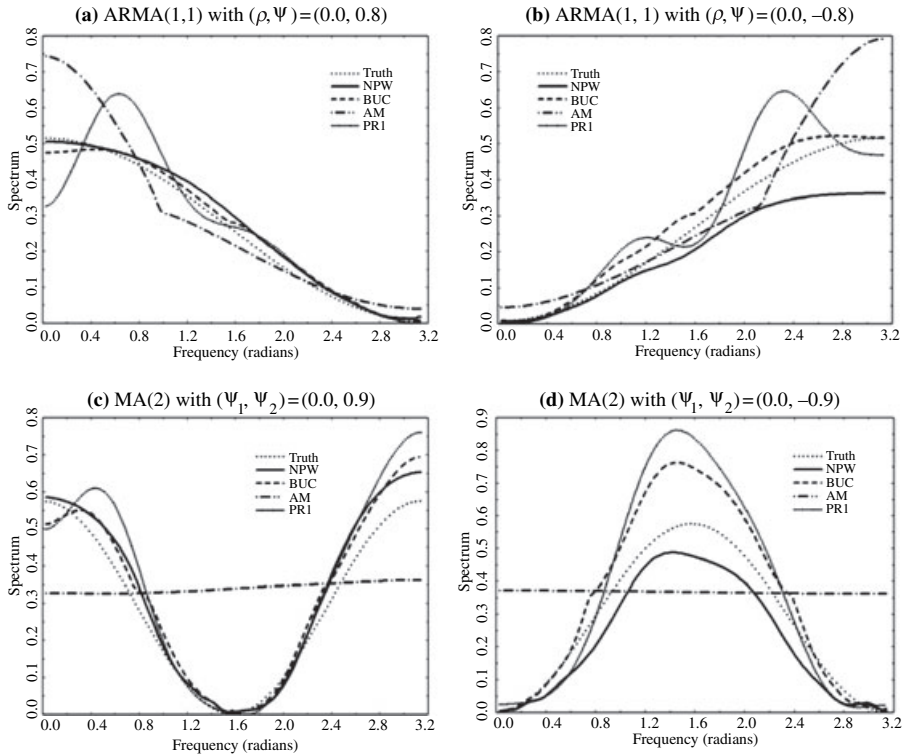 (a) ARMA(1,1) with (ρ, Ψ)=(0.0, 0.8)
Spectrum
0.0 0.1 0.2 0.3 0.4 0.5 0.6 0.7 0.8
Truth
NPW
BUC
AM
PR1
0.0 0.4 0.8 1.2 1.6 2.0 2.4 2.8 3.2
Frequency (radians)
(b) ARMA(1, 1) with (ρ, Ψ)=(0.0, –0.8)
Spectrum
0.0 0.1 0.2 0.3 0.4 0.5 0.6 0.7 0.8
Truth
NPW
BUC
AM
PR1
0.0 0.4 0.8 1.2 1.6 2.0 2.4 2.8 3.2
Frequency (radians)
(c) MA(2) with (Ψ1, Ψ2)=(0.0, 0.9)
Spectrum
0.0 0.1 0.2 0.3 0.4 0.5 0.6 0.7 0.8
Truth
NPW
BUC
AM
PR1
0.0 0.4 0.8 1.2 1.6 2.0 2.4 2.8 3.2
Frequency (radians)
(d) MA(2) with (Ψ1, Ψ2)=(0.0, –0.9)
Spectrum
0.0 0.1 0.2 0.3 0.4 0.5 0.6 0.7 0.8 0.9
Truth
NPW
BUC
AM
PR1
0.0 0.4 0.8 1.2 1.6 2.0 2.4 2.8 3.2
Frequency (radians)